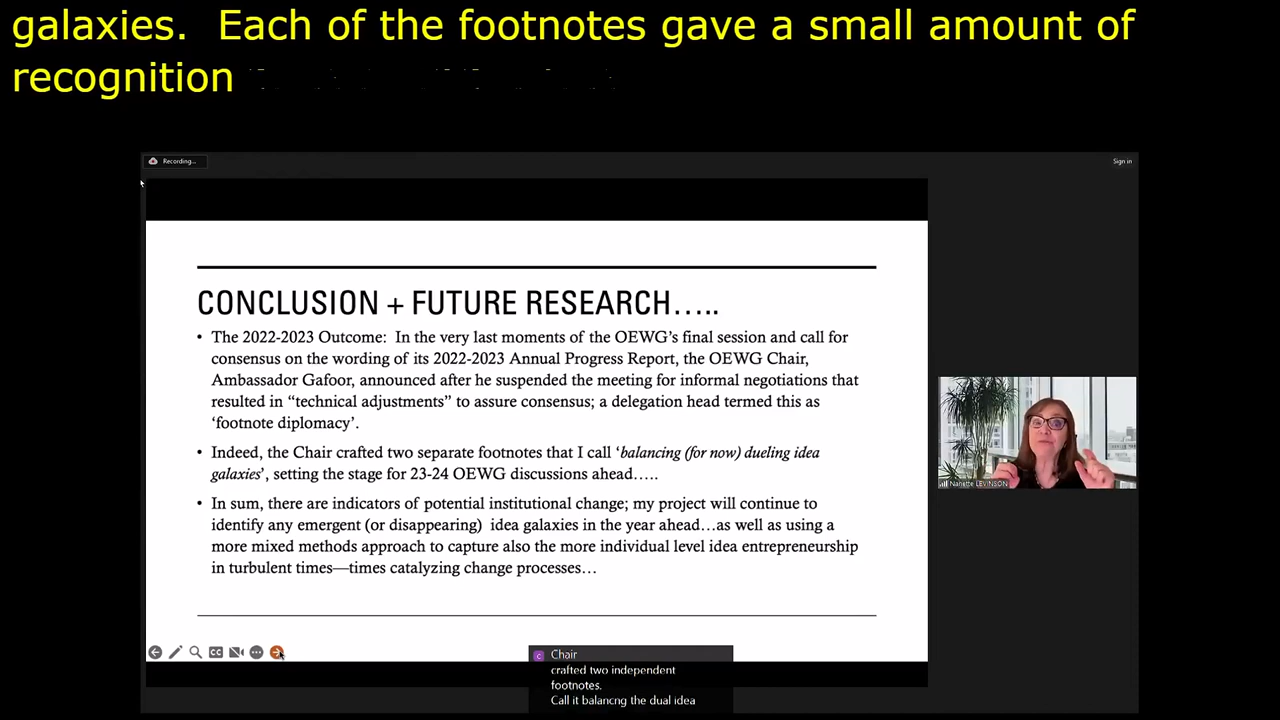 galaxies.  Each of the footnotes gave a small amount of
recognition
Recording...
Sign in
CONCLUSION + FUTURE RESEARCH…..
• The 2022-2023 Outcome:  In the very last moments of the OEWG’s final session and call for
consensus on the wording of its 2022-2023 Annual Progress Report, the OEWG Chair,
Ambassador Gafoor, announced after he suspended the meeting for informal negotiations that
resulted in “technical adjustments” to assure consensus; a delegation head termed this as
‘footnote diplomacy’.
• Indeed, the Chair crafted two separate footnotes that I call ‘balancing (for now) dueling idea
galaxies’, setting the stage for 23-24 OEWG discussions ahead…..
• In sum, there are indicators of potential institutional change; my project will continue to
identify any emergent (or disappearing)  idea galaxies in the year ahead…as well as using a
more mixed methods approach to capture also the more individual level idea entrepreneurship
in turbulent times—times catalyzing change processes…
Nanette LEVINSON
CC
C
Chair
crafted two independent
footnotes.
Call it balancng the dual idea